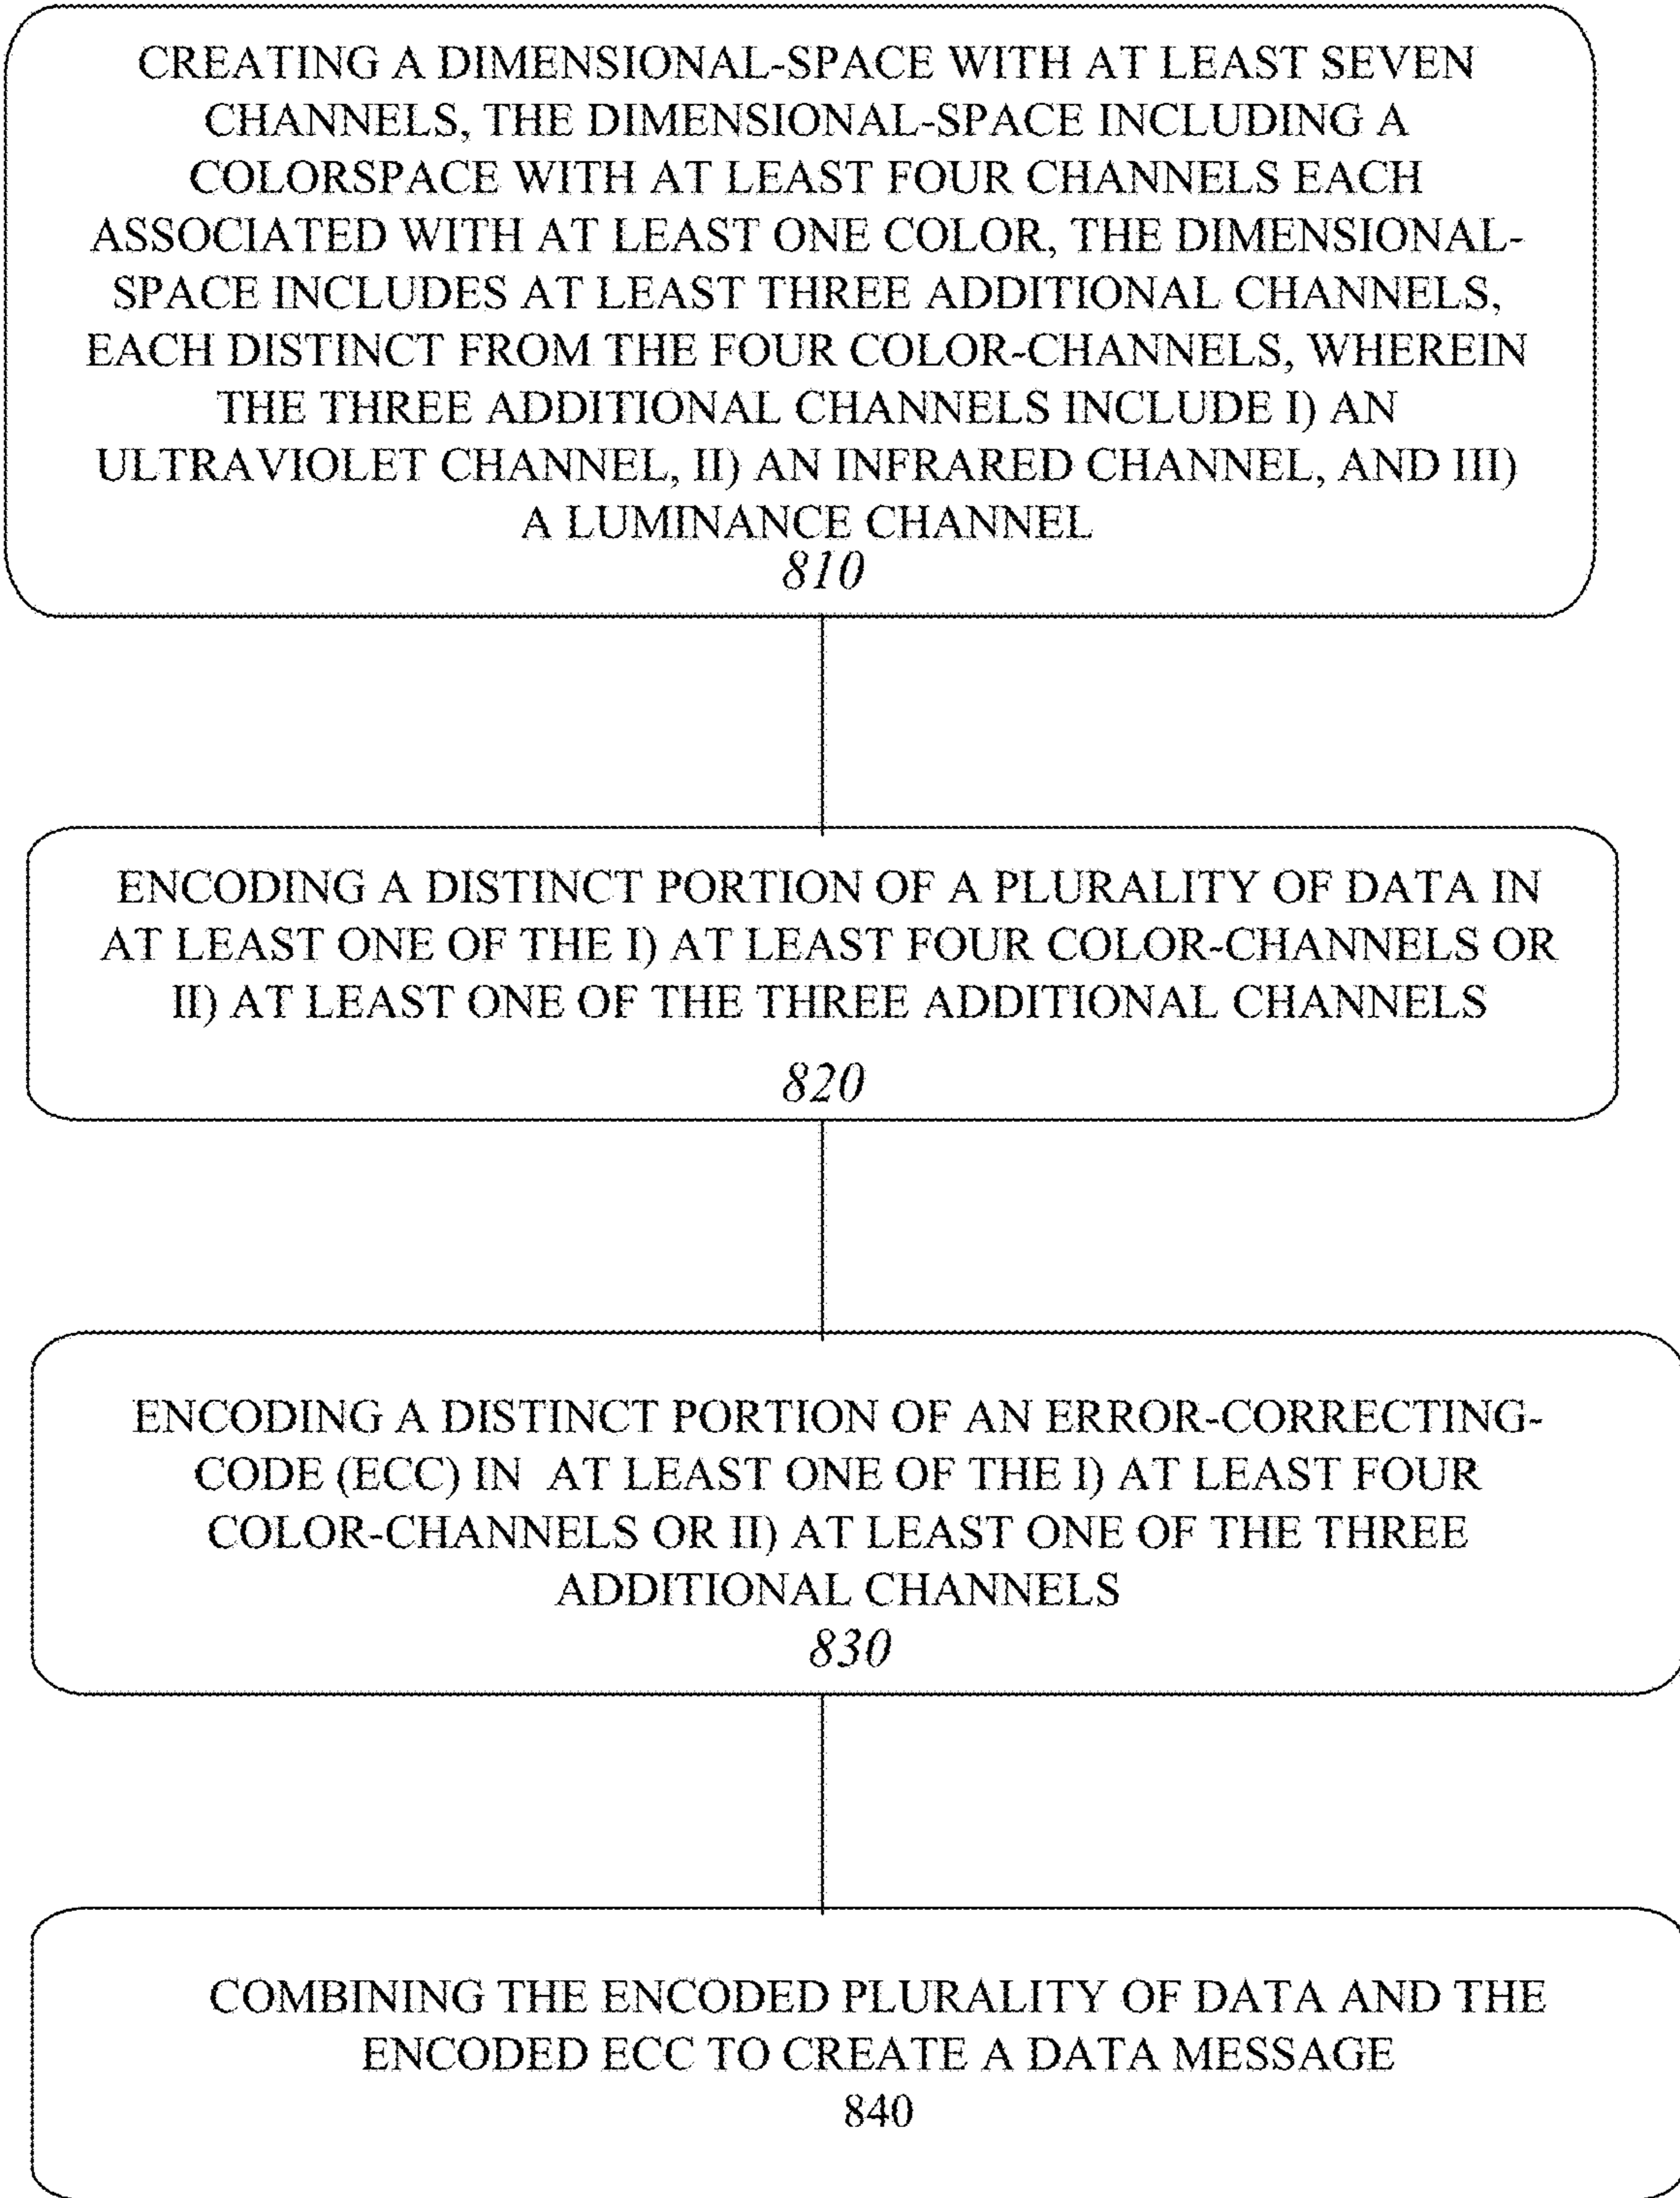 CREATING A DIMENSIONAL-SPACE WITH AT LEAST SEVEN
CHANNELS, THE DIMENSIONAL-SPACE INCLUDING A
COLORSPACE WITH AT LEAST FOUR CHANNELS EACH
ASSOCIATED WITH AT LEAST ONE COLOR, THE DIMENSIONAL-
SPACE INCLUDES AT LEAST THREE ADDITIONAL CHANNELS,
EACH DISTINCT FROM THE FOUR COLOR-CHANNELS, WHEREIN
THE THREE ADDITIONAL CHANNELS INCLUDE I) AN
ULTRAVIOLET CHANNEL, II) AN INFRARED CHANNEL, AND III)
A LUMINANCE CHANNEL
810
ENCODING A DISTINCT PORTION OF A PLURALITY OF DATA IN
AT LEAST ONE OF THE I) AT LEAST FOUR COLOR-CHANNELS OR
II) AT LEAST ONE OF THE THREE ADDITIONAL CHANNELS
820
ENCODING A DISTINCT PORTION OF AN ERROR-CORRECTING-
CODE (ECC) IN AT LEAST ONE OF THE I) AT LEAST FOUR
COLOR-CHANNELS OR II) AT LEAST ONE OF THE THREE
ADDITIONAL CHANNELS
830
COMBINING THE ENCODED PLURALITY OF DATA AND THE
ENCODED ECC TO CREATE A DATA MESSAGE
840